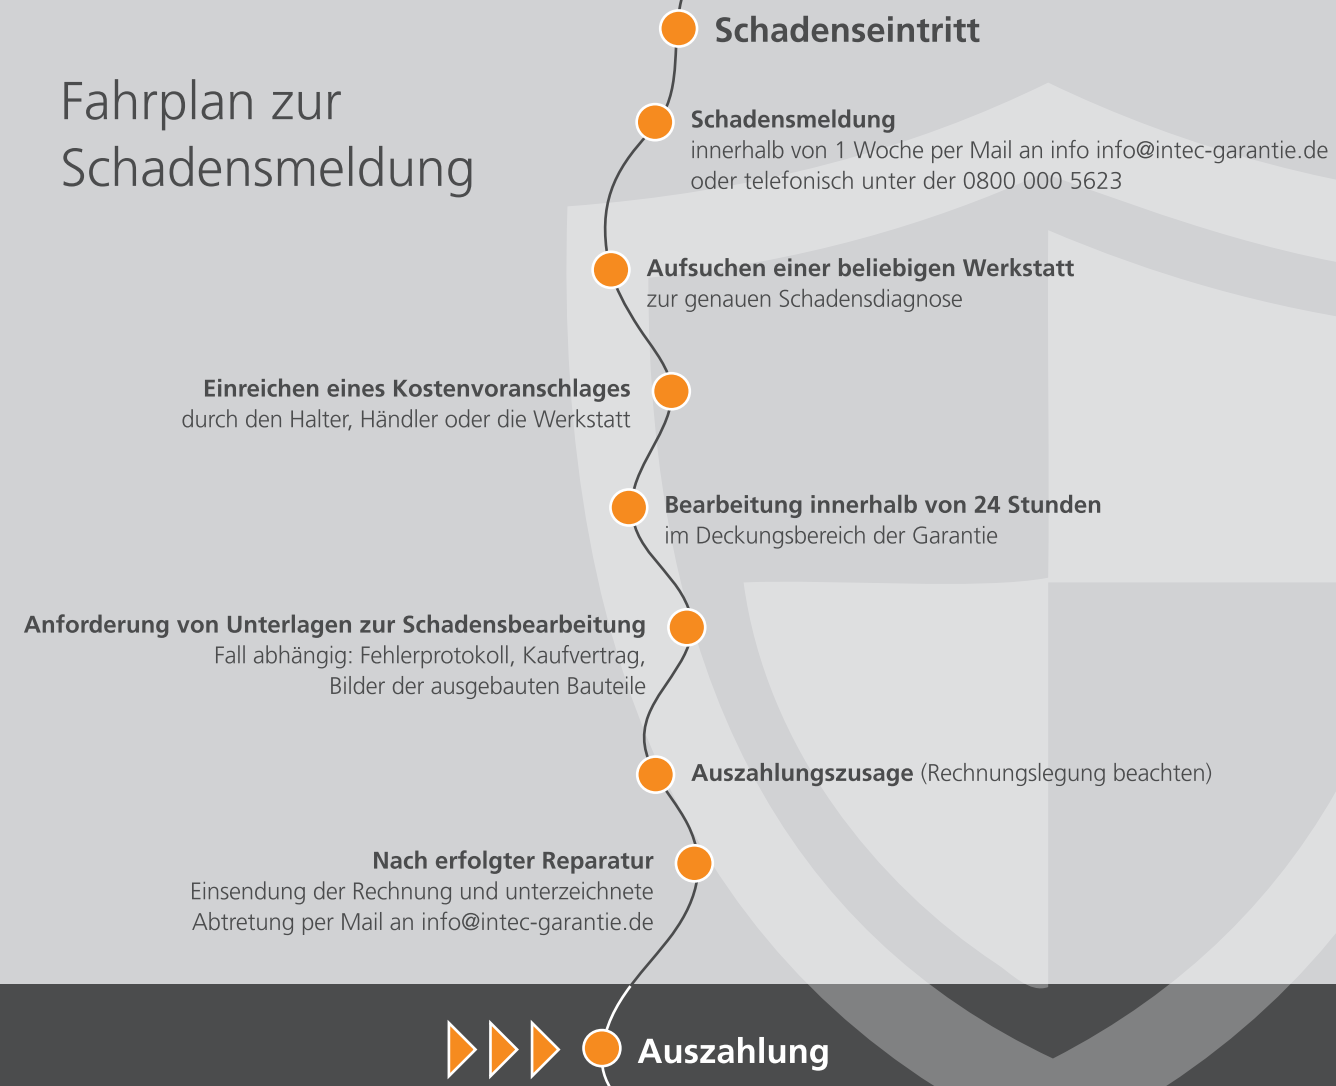 Fahrplan zur
Schadensmeldung
Schadenseintritt
Schadensmeldung
innerhalb von 1 Woche per Mail an info info@intec-garantie.de
oder telefonisch unter der 0800 000 5623
Aufsuchen einer beliebigen Werkstatt
zur genauen Schadensdiagnose
Einreichen eines Kostenvoranschlages
durch den Halter, Händler oder die Werkstatt
Bearbeitung innerhalb von 24 Stunden
im Deckungsbereich der Garantie
Anforderung von Unterlagen zur Schadensbearbeitung
Fall abhängig: Fehlerprotokoll, Kaufvertrag,
Bilder der ausgebauten Bauteile
Auszahlungszusage (Rechnungslegung beachten)
Nach erfolgter Reparatur
Einsendung der Rechnung und unterzeichnete
Abtretung per Mail an info@intec-garantie.de
Auszahlung